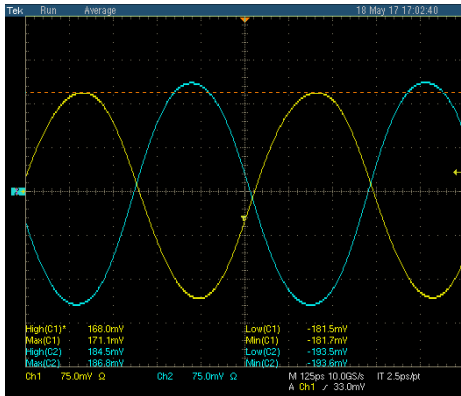 Tek Run Average 18 May 17 17:02:40
2
T
High(C1)* 168.0mV Low(C1) -181.5mV
Max(C1) 171.1mV Min(C1) -181.7mV
High(C2) 184.5mV Low(C2) -193.5mV
Max(C2) 186.8mV Min(C2) -193.6mV
Ch1 75.0mV Ω Ch2 75.0mV Ω M 125ps 10.0GS/s IT 2.5ps/pt
A Ch1 ⌿ 33.0mV